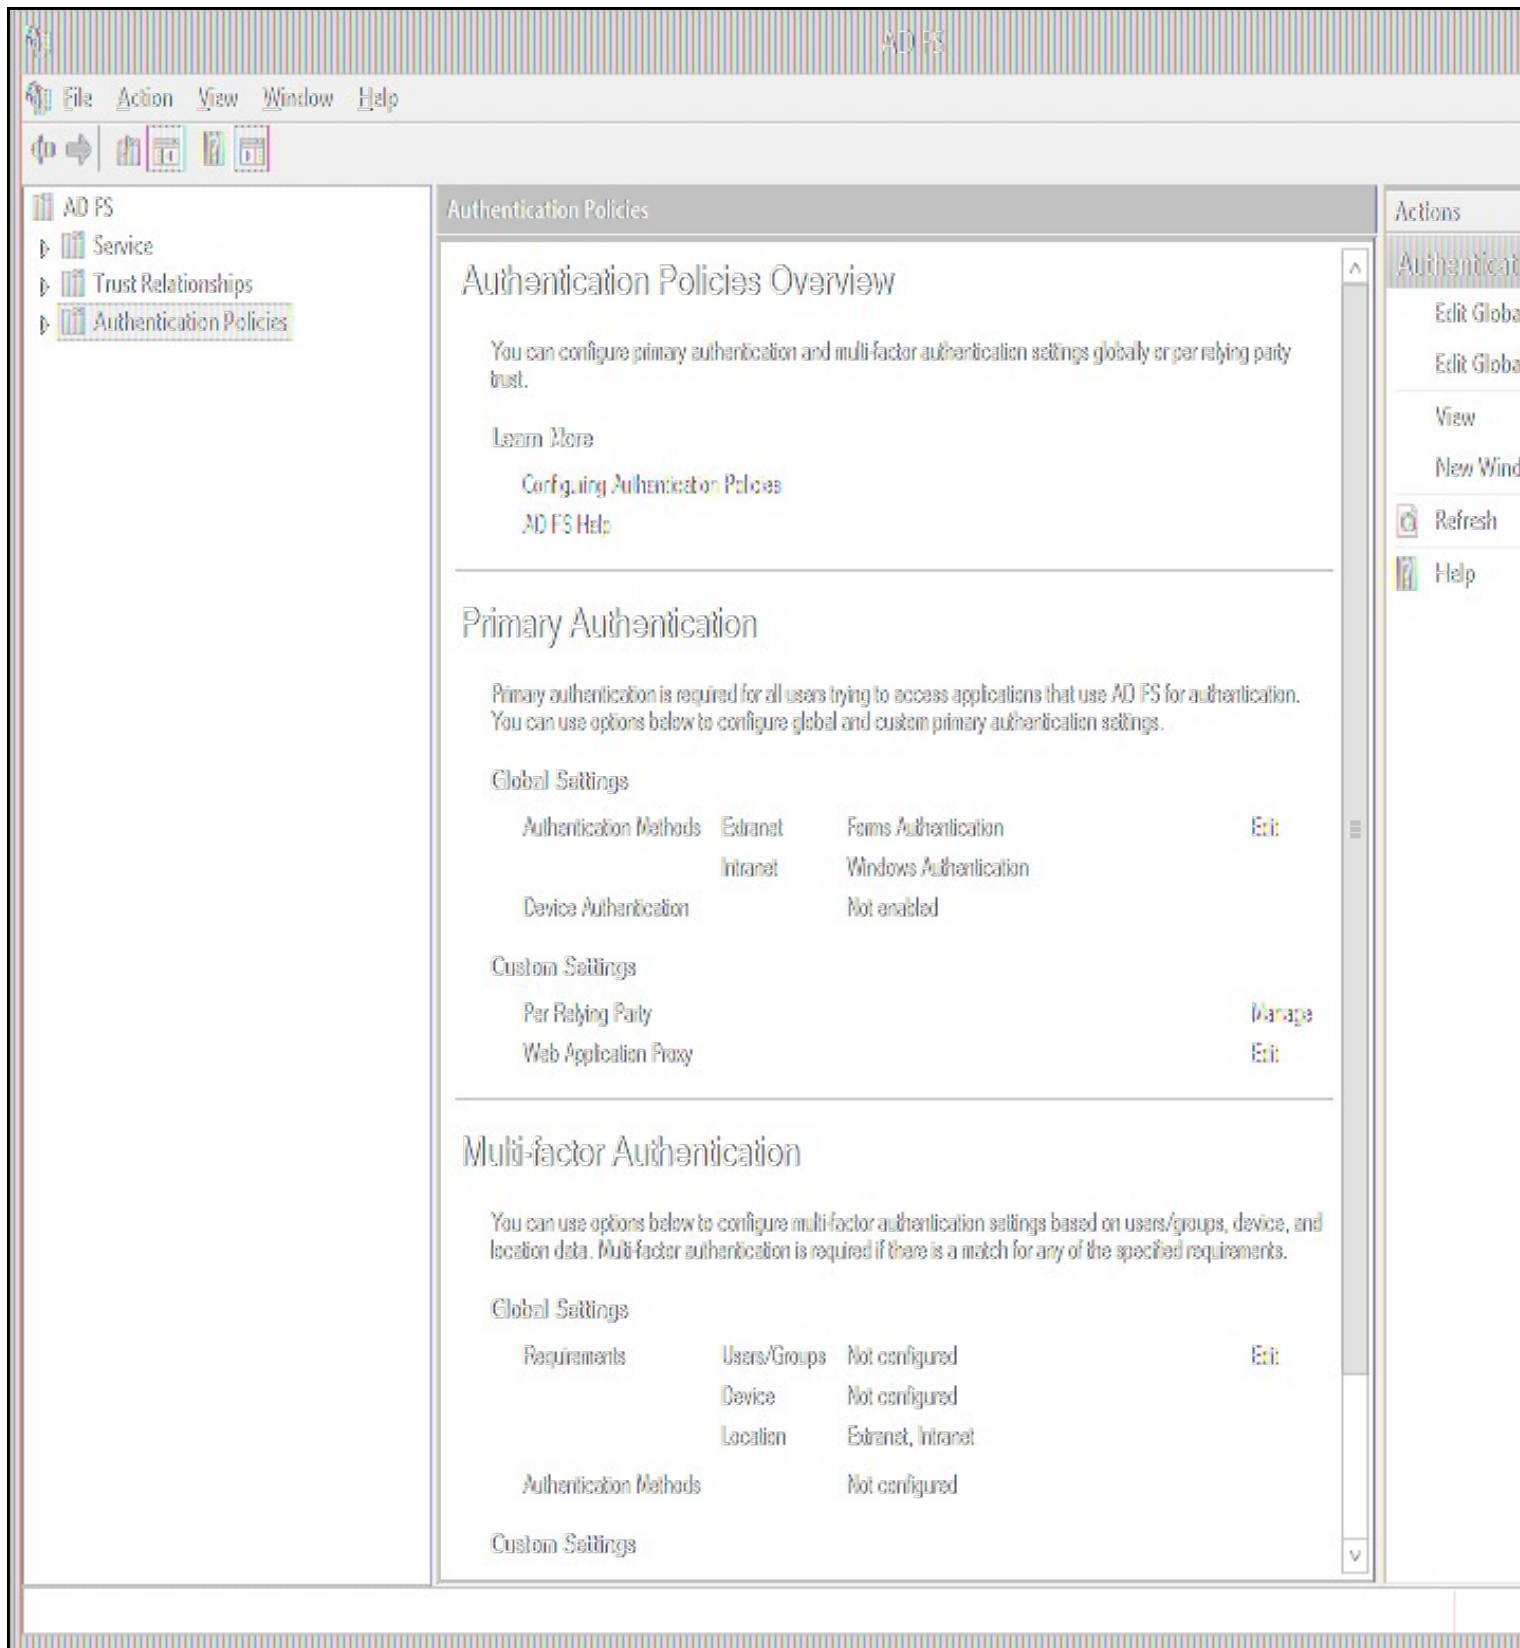 AD FS
File Action View Window Help
AD FS
Service
Trust Relationships
Authentication Policies
Authentication Policies
Authentication Policies Overview
You can configure primary authentication and multi-factor authentication settings globally or per relying party
trust.
Learn More
Configuring Authentication Policies
AD FS Help
Primary Authentication
Primary authentication is required for all users trying to access applications that use AD FS for authentication.
You can use options below to configure global and custom primary authentication settings.
Global Settings
Authentication Methods Extranet Forms Authentication Edit
Intranet Windows Authentication
Device Authentication Not enabled
Custom Settings
Per Relying Party Manage
Web Application Proxy Edit
Multi-factor Authentication
You can use options below to configure multi-factor authentication settings based on users/groups, device, and
location data. Multi-factor authentication is required if there is a match for any of the specified requirements.
Global Settings
Requirements Users/Groups Not configured Edit
Device Not configured
Location Extranet, Intranet
Authentication Methods Not configured
Custom Settings
Actions
Authenticat
Edit Globa
Edit Globa
View
New Wind
Refresh
Help